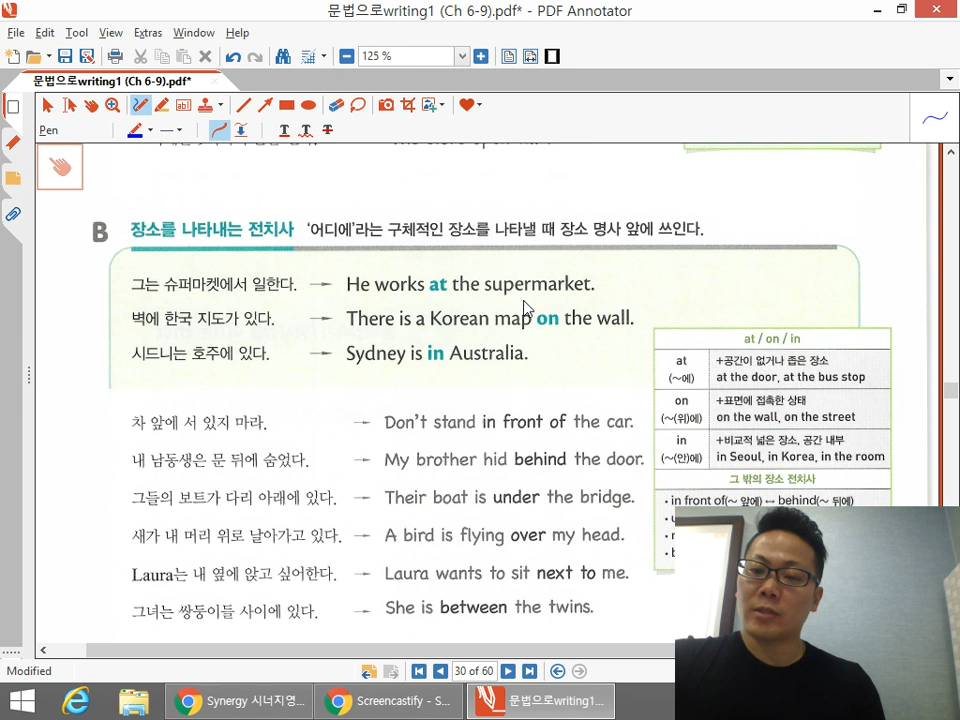 문법으로writing1 (Ch 6-9).pdf* - PDF Annotator
File Edit Tool View Extras Window Help
125 %
문법으로writing1 (Ch 6-9).pdf*
Pen
B 장소를 나타내는 전치사 '어디에'라는 구체적인 장소를 나타낼 때 장소 명사 앞에 쓰인다.
그는 슈퍼마켓에서 일한다. → He works at the supermarket.
벽에 한국 지도가 있다. → There is a Korean map on the wall.
시드니는 호주에 있다. → Sydney is in Australia.
차 앞에 서 있지 마라. → Don't stand in front of the car.
내 남동생은 문 뒤에 숨었다. → My brother hid behind the door.
그들의 보트가 다리 아래에 있다. → Their boat is under the bridge.
새가 내 머리 위로 날아가고 있다. → A bird is flying over my head.
Laura는 내 옆에 앉고 싶어한다. → Laura wants to sit next to me.
그녀는 쌍둥이들 사이에 있다. → She is between the twins.
at / on / in
at +공간이 없거나 좁은 장소
(~에) at the door, at the bus stop
on +표면에 접촉한 상태
(~(위)에) on the wall, on the street
in +비교적 넓은 장소, 공간 내부
(~(안)에) in Seoul, in Korea, in the room
그 밖의 장소 전치사
• in front of(~ 앞에) ↔ behind(~ 뒤에)
Modified
30 of 60
Synergy 시너지영...
Screencastify - S...
문법으로writing1...